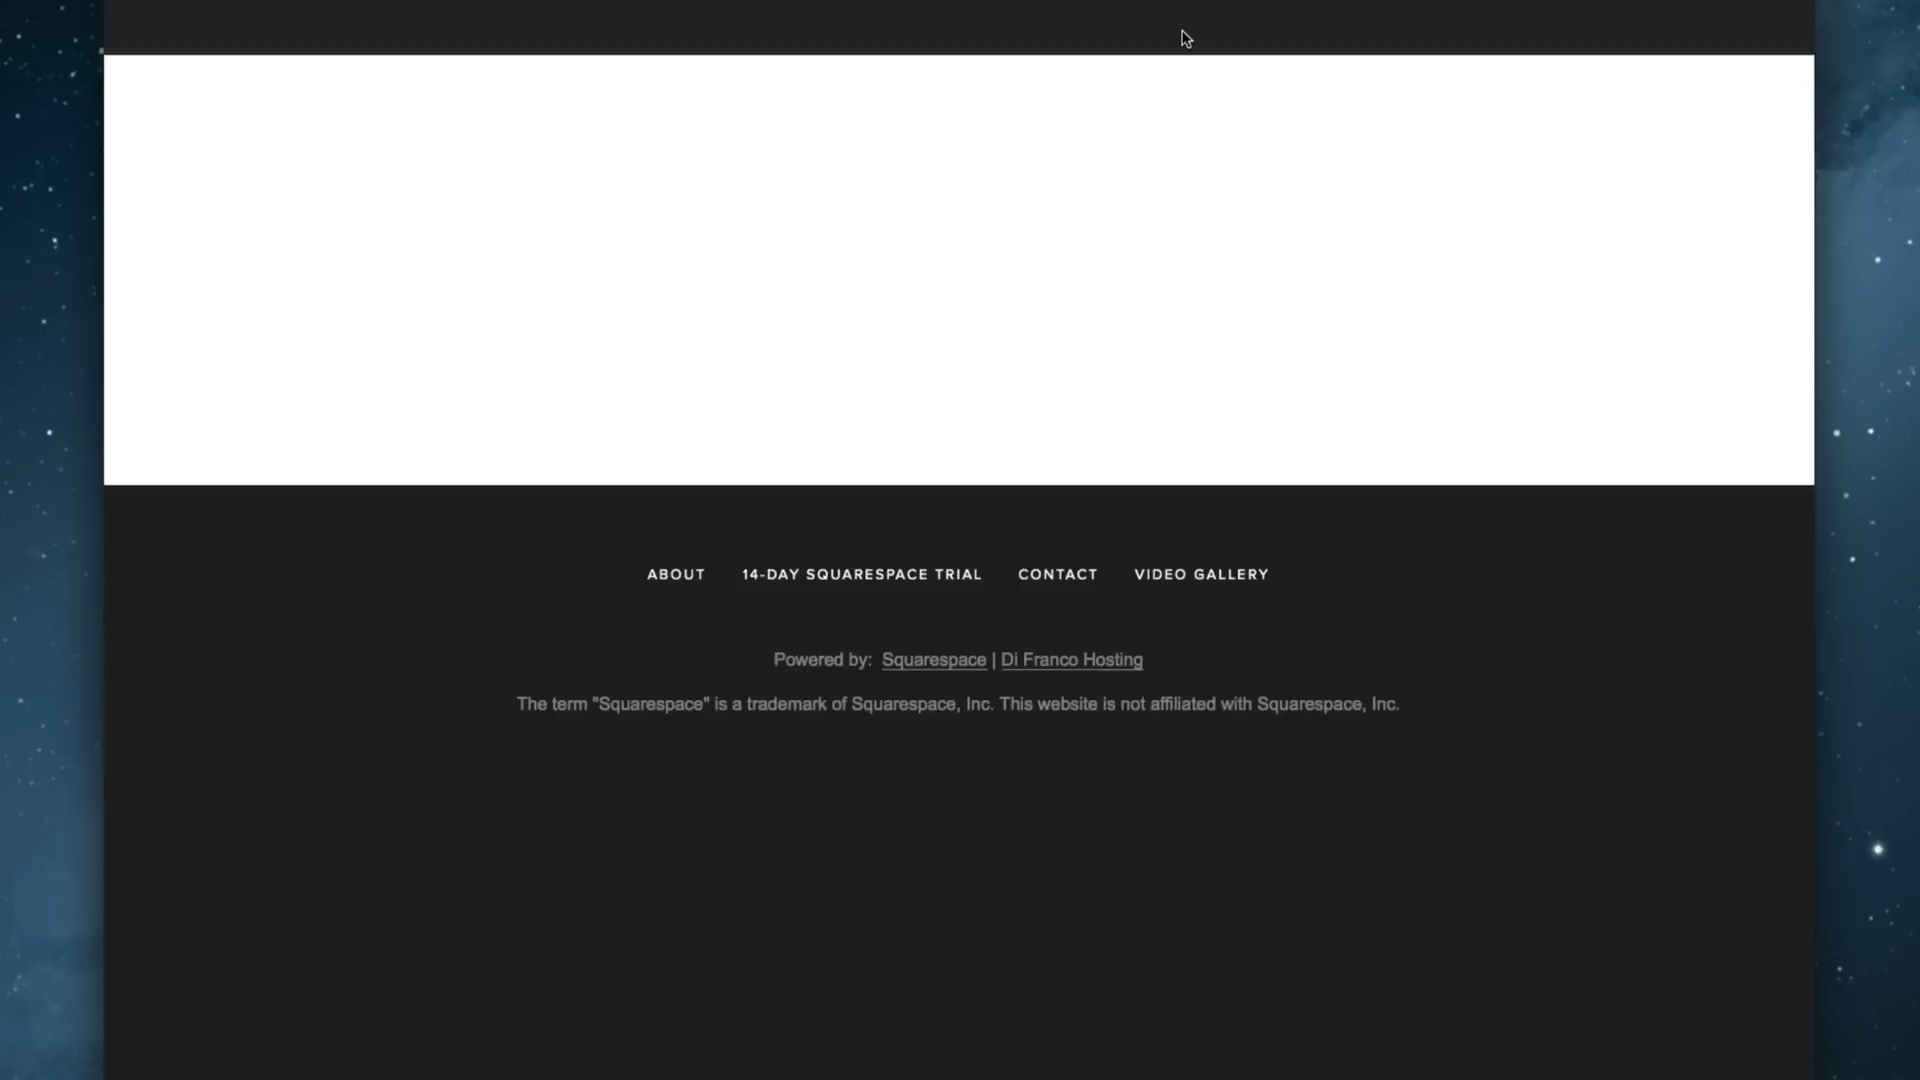 ABOUT 14-DAY SQUARESPACE TRIAL CONTACT VIDEO GALLERY
Powered by: Squarespace | Di Franco Hosting
The term "Squarespace" is a trademark of Squarespace, Inc. This website is not affiliated with Squarespace, Inc.